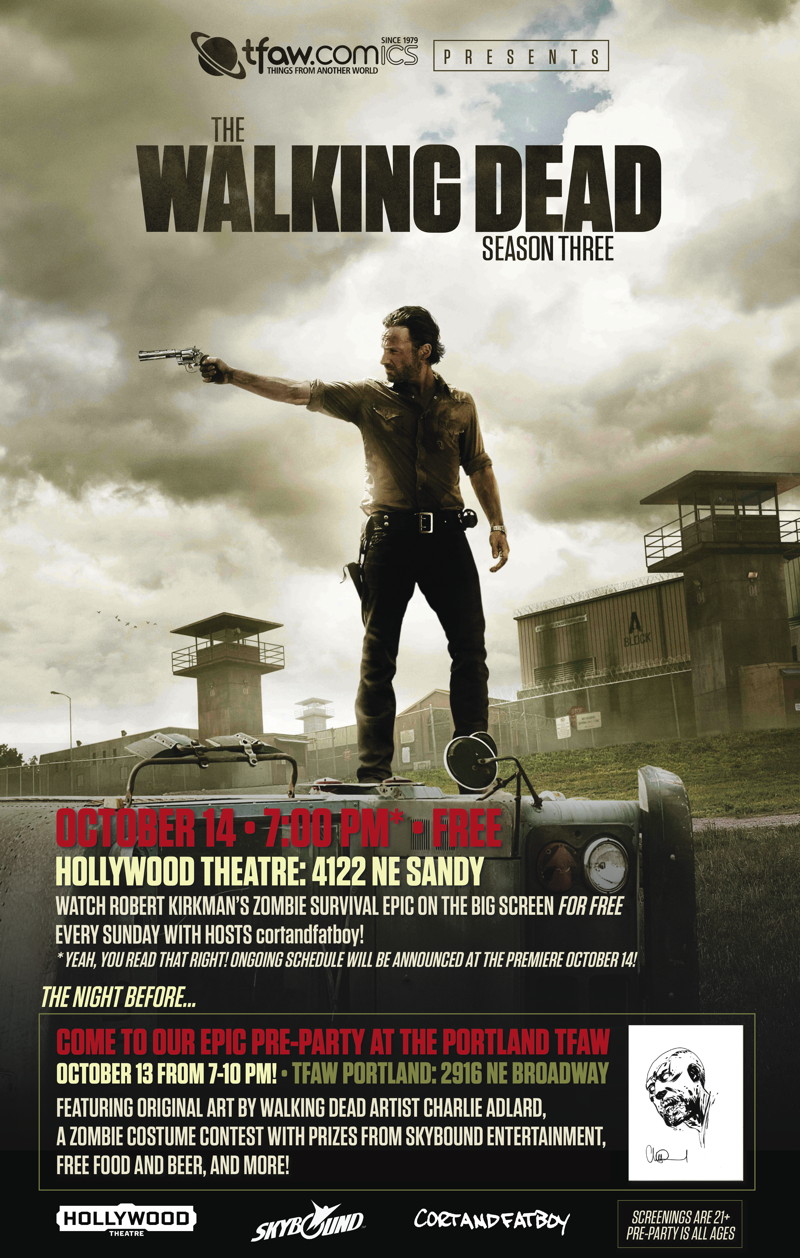 tfaw.comICS
SINCE 1979
THINGS FROM ANOTHER WORLD
PRESENTS
THE
WALKING DEAD
SEASON THREE
A
BLOCK
OCTOBER 14 • 7:00 PM* • FREE
HOLLYWOOD THEATRE: 4122 NE SANDY
WATCH ROBERT KIRKMAN'S ZOMBIE SURVIVAL EPIC ON THE BIG SCREEN FOR FREE
EVERY SUNDAY WITH HOSTS cortandfatboy!
*YEAH, YOU READ THAT RIGHT! ONGOING SCHEDULE WILL BE ANNOUNCED AT THE PREMIERE OCTOBER 14!
THE NIGHT BEFORE...
COME TO OUR EPIC PRE-PARTY AT THE PORTLAND TFAW
OCTOBER 13 FROM 7-10 PM! • TFAW PORTLAND: 2916 NE BROADWAY
FEATURING ORIGINAL ART BY WALKING DEAD ARTIST CHARLIE ADLARD,
A ZOMBIE COSTUME CONTEST WITH PRIZES FROM SKYBOUND ENTERTAINMENT,
FREE FOOD AND BEER, AND MORE!
HOLLYWOOD
THEATRE
SKYBOUND
CORTANDFATBOY
SCREENINGS ARE 21+
PRE-PARTY IS ALL AGES